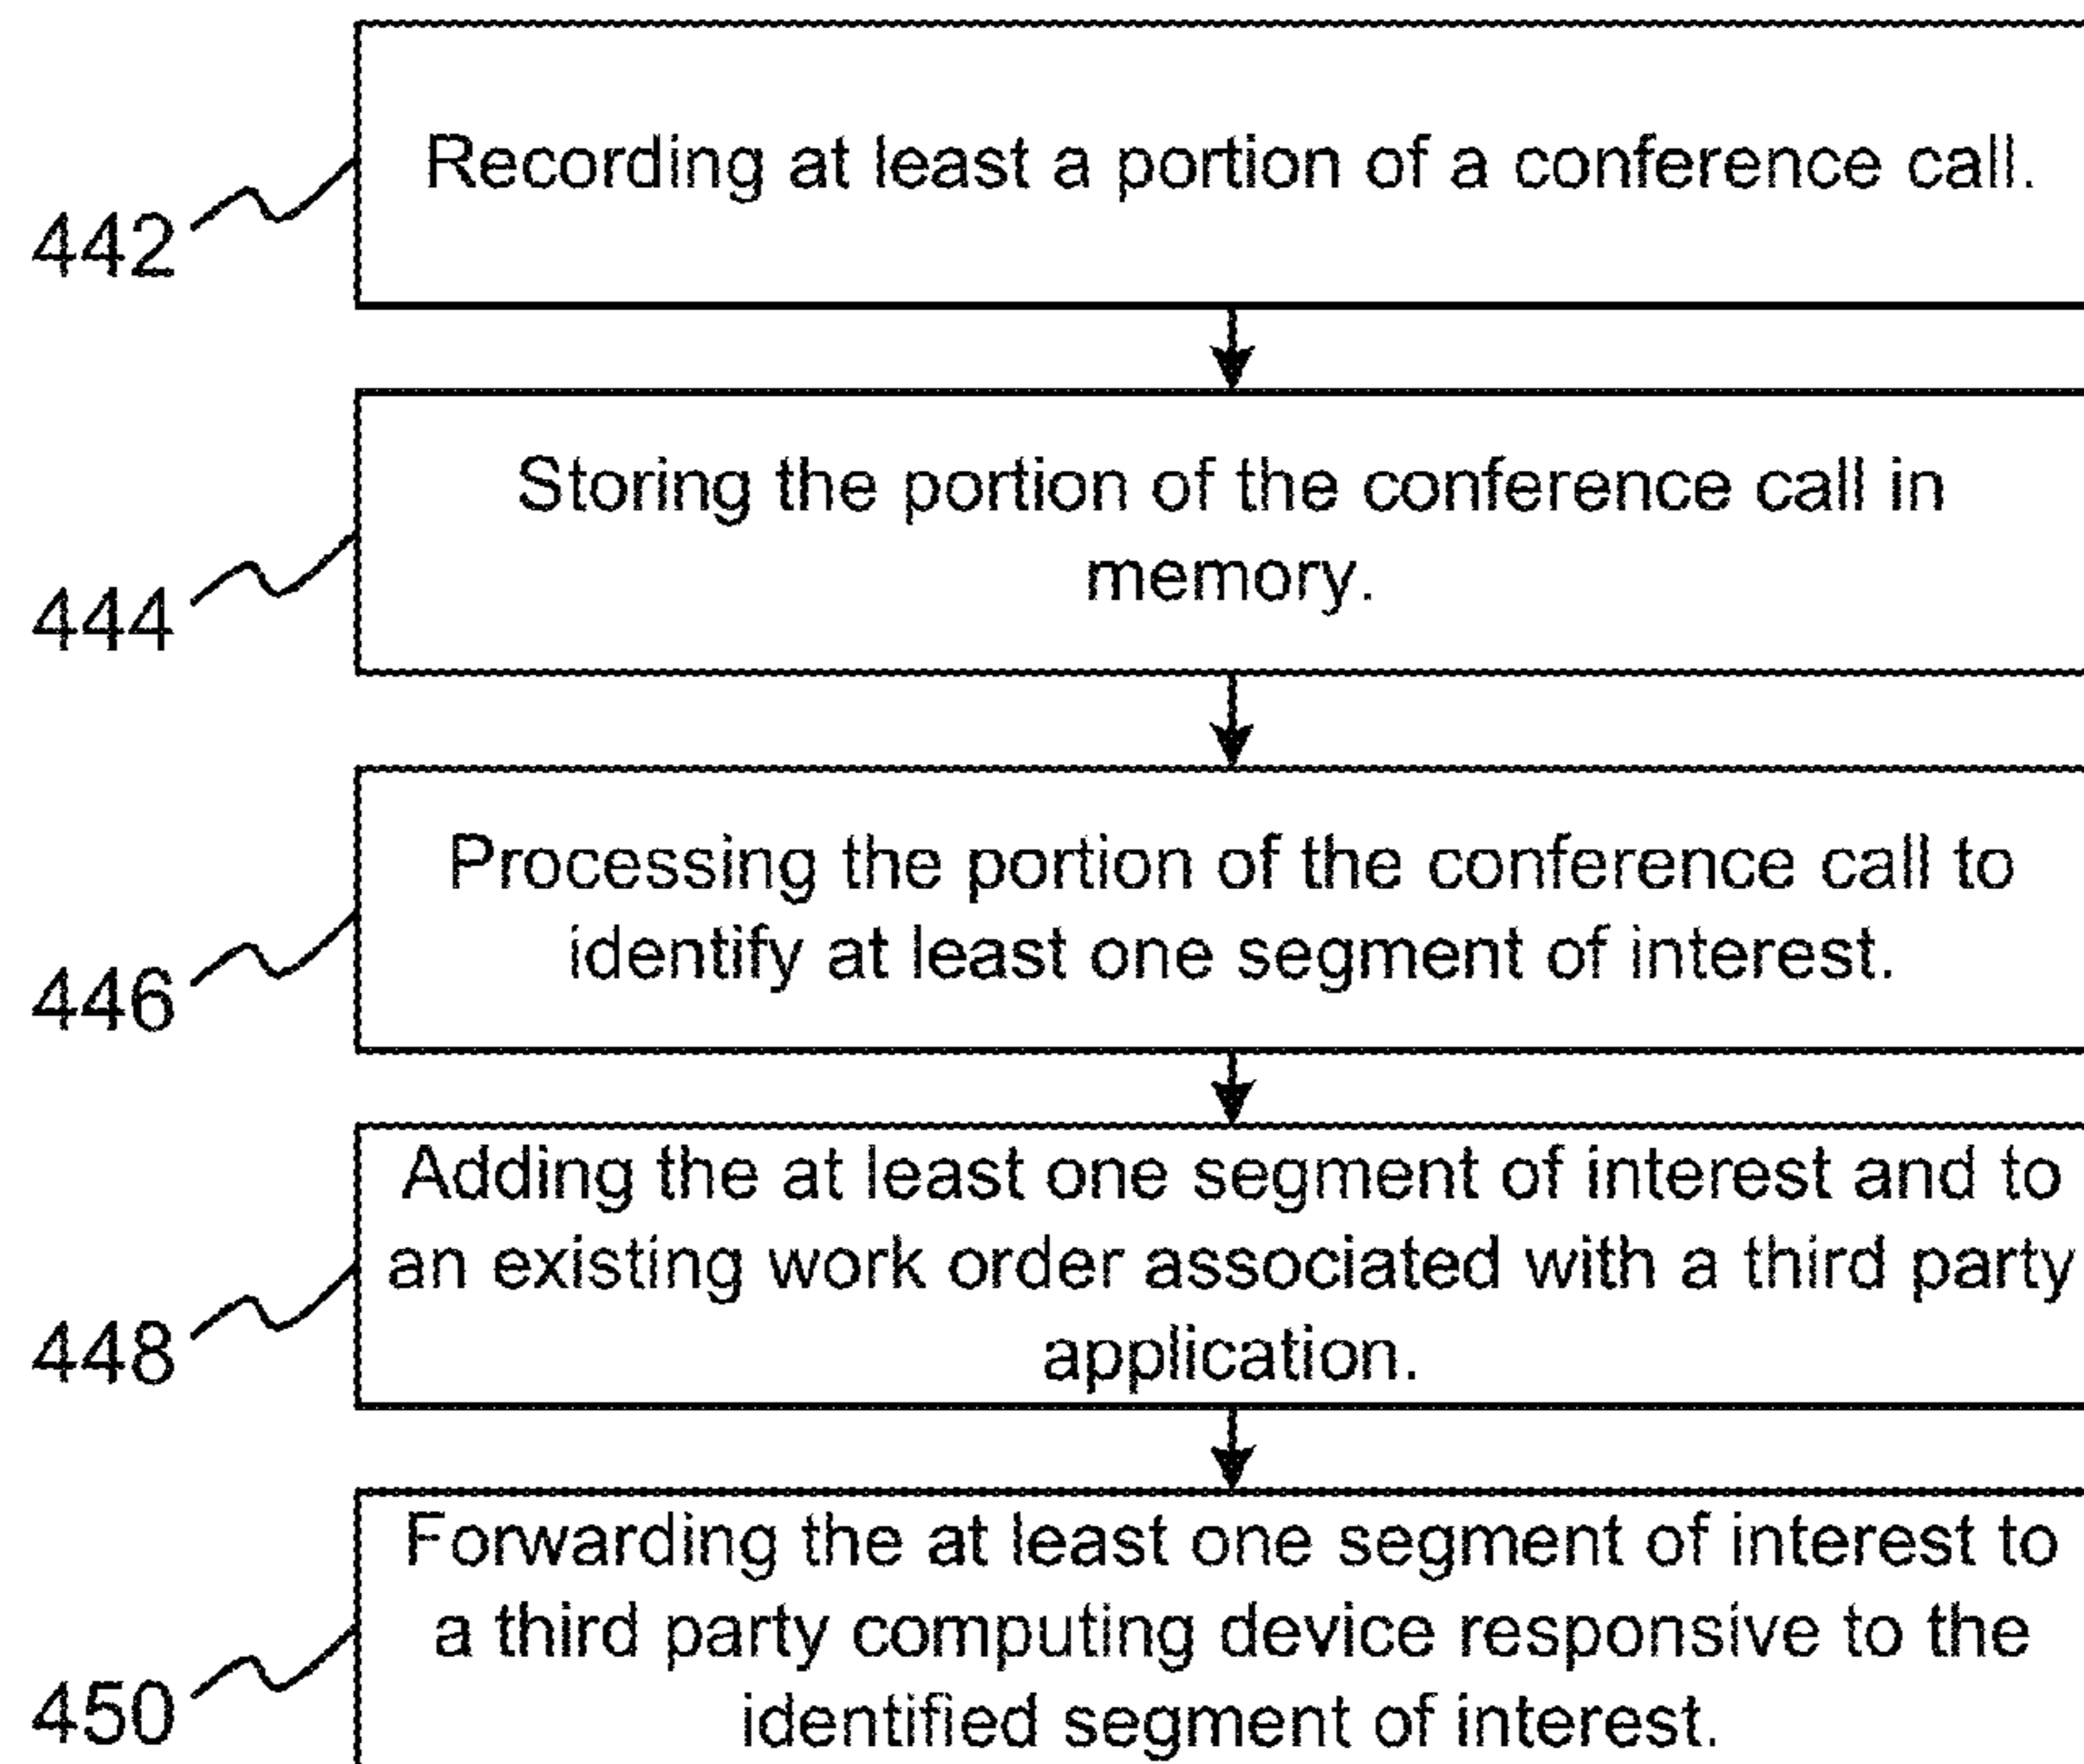 Recording at least a portion of a conference call.
442
Storing the portion of the conference call in
memory.
444
Processing the portion of the conference call to
identify at least one segment of interest.
446
Adding the at least one segment of interest and to
an existing work order associated with a third party
application.
448
Forwarding the at least one segment of interest to
a third party computing device responsive to the
identified segment of interest.
450